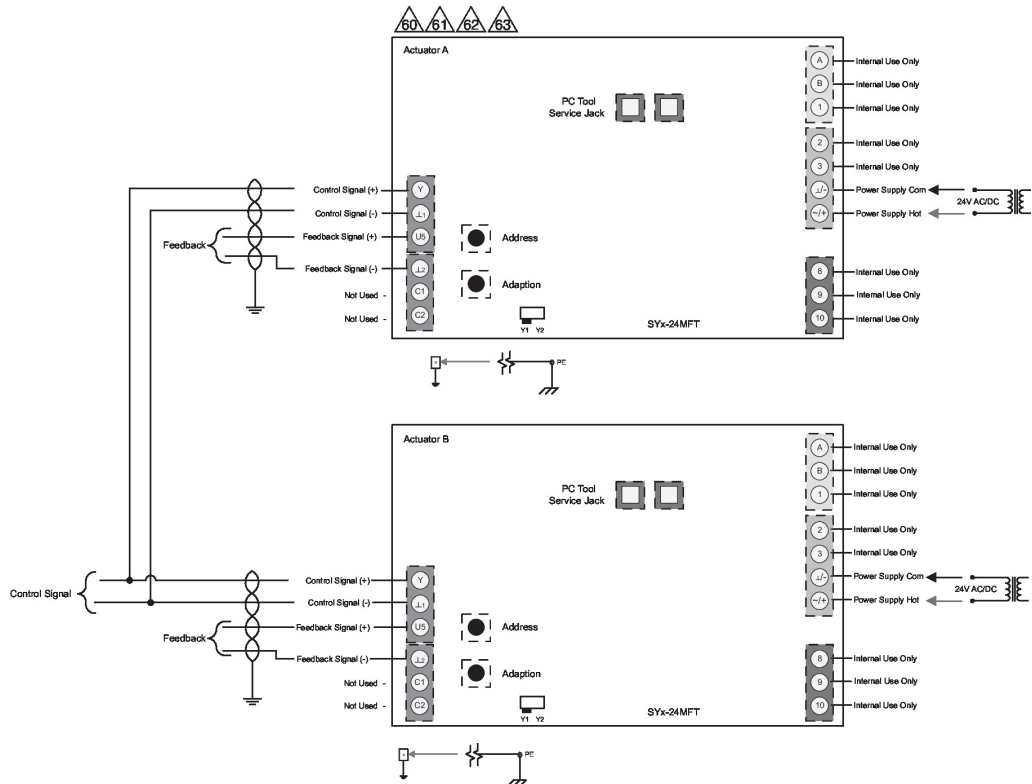 60 61 62 63
Actuator A
PC Tool
Service Jack
A Internal Use Only
B Internal Use Only
1 Internal Use Only
2 Internal Use Only
3 Internal Use Only
⊥/- Power Supply Com
~/+ Power Supply Hot
24V AC/DC
8 Internal Use Only
9 Internal Use Only
10 Internal Use Only
Control Signal (+) Y
Control Signal (-) ⊥1
Feedback Signal (+) U5
Feedback
Feedback Signal (-) ⊥2
Not Used - C1
Not Used - C2
Address
Adaption
Y1 Y2
SYx-24MFT
PE
Actuator B
PC Tool
Service Jack
A Internal Use Only
B Internal Use Only
1 Internal Use Only
2 Internal Use Only
3 Internal Use Only
⊥/- Power Supply Com
~/+ Power Supply Hot
24V AC/DC
8 Internal Use Only
9 Internal Use Only
10 Internal Use Only
Control Signal
Control Signal (+) Y
Control Signal (-) ⊥1
Feedback Signal (+) U5
Feedback
Feedback Signal (-) ⊥2
Not Used - C1
Not Used - C2
Address
Adaption
Y1 Y2
SYx-24MFT
PE